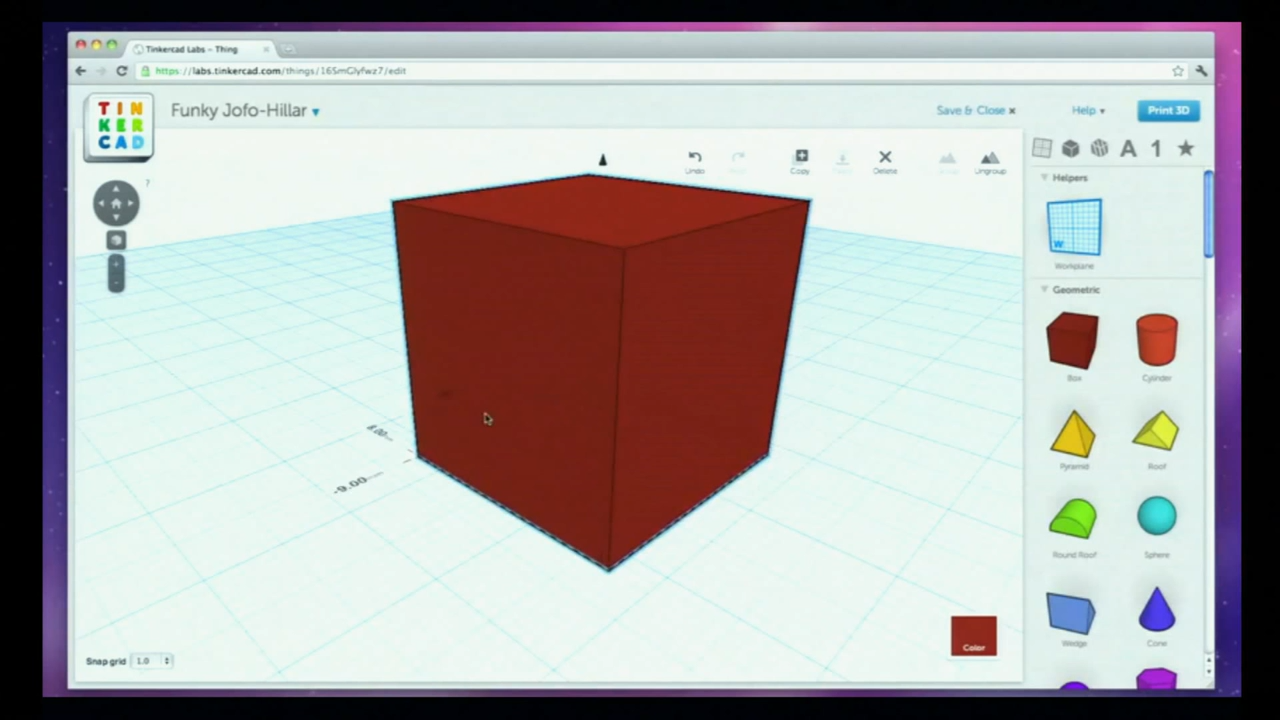 Tinkercad Labs – Thing
https://labs.tinkercad.com/things/16SmGlyfwz7/edit
TIN
KER
CAD
Funky Jofo-Hillar
Save & Close ×
Help
Print 3D
?
Undo
Copy
Delete
Ungroup
A 1
Helpers
Workplane
Geometric
Box
Cylinder
Pyramid
Roof
Round Roof
Sphere
Wedge
Cone
-9.00
Color
Snap grid 1.0